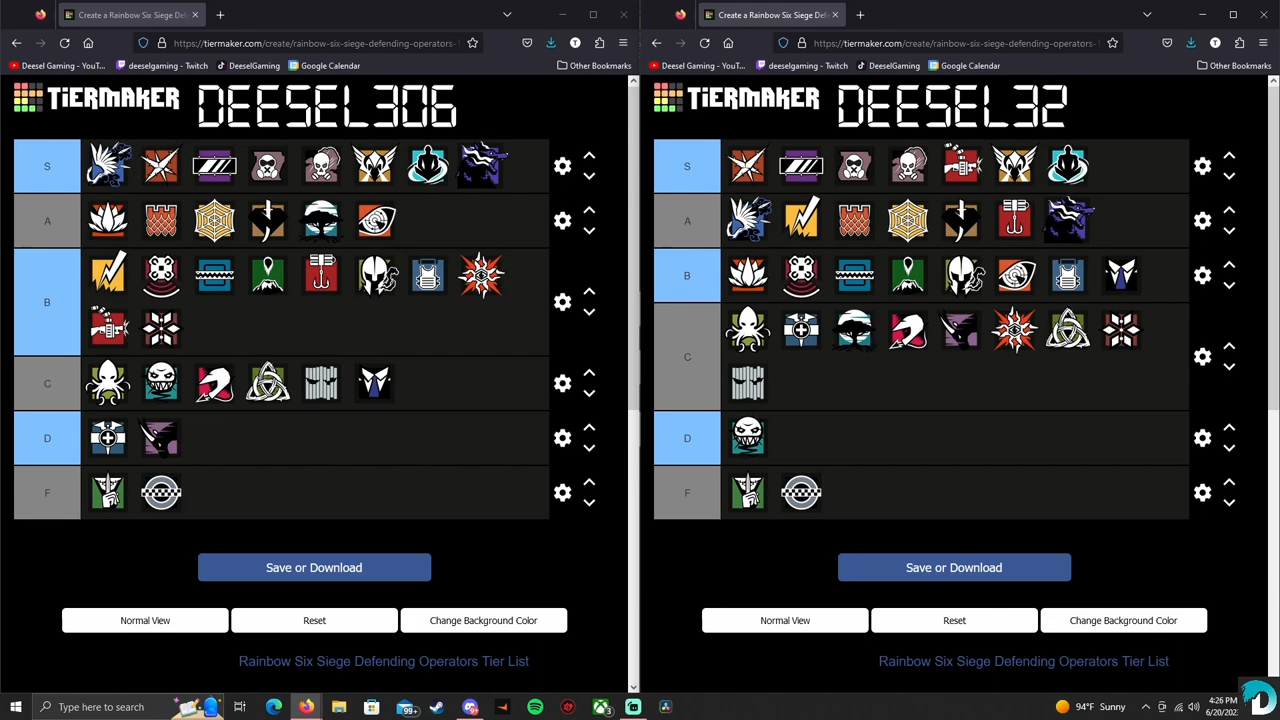 Create a Rainbow Six Siege Def
Create a Rainbow Six Siege Def
https://tiermaker.com/create/rainbow-six-siege-defending-operators-
https://tiermaker.com/create/rainbow-six-siege-defending-operators-
Deesel Gaming - YouT... deeselgaming - Twitch DeeselGaming Google Calendar Other Bookmarks
Deesel Gaming - YouT... deeselgaming - Twitch DeeselGaming Google Calendar Other Bookmarks
TiERMAKER DEESEL306
TiERMAKER DEESEL32
S
A
B
C
D
F
S
A
B
C
D
F
Save or Download
Save or Download
Normal View Reset Change Background Color
Normal View Reset Change Background Color
Rainbow Six Siege Defending Operators Tier List
Rainbow Six Siege Defending Operators Tier List
Type here to search
99+
3
94°F Sunny
4:26 PM